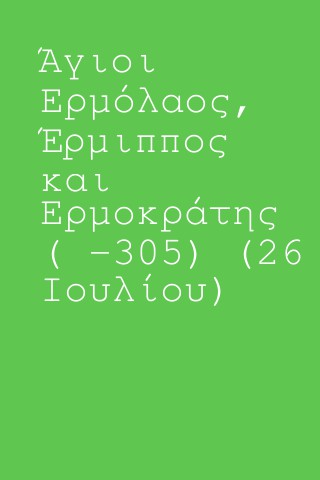 Άγιοι
Ερμόλαος,
Έρμιππος
και
Ερμοκράτης
( -305) (26
Ιουλίου)